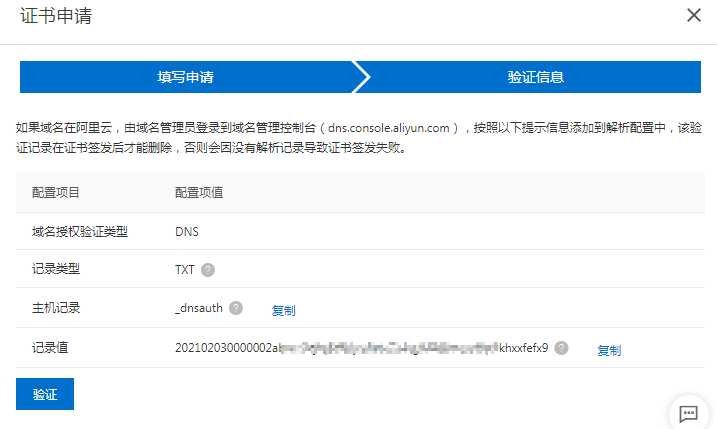 证书申请
填写申请 验证信息
如果域名在阿里云，由域名管理员登录到域名管理控制台（dns.console.aliyun.com），按照以下提示信息添加到解析配置中，该验
证记录在证书签发后才能删除，否则会因没有解析记录导致证书签发失败。
配置项目 配置项值
域名授权验证类型 DNS
记录类型 TXT ?
主机记录 _dnsauth ? 复制
记录值 202102030000002a khxxfefx9 ? 复制
验证